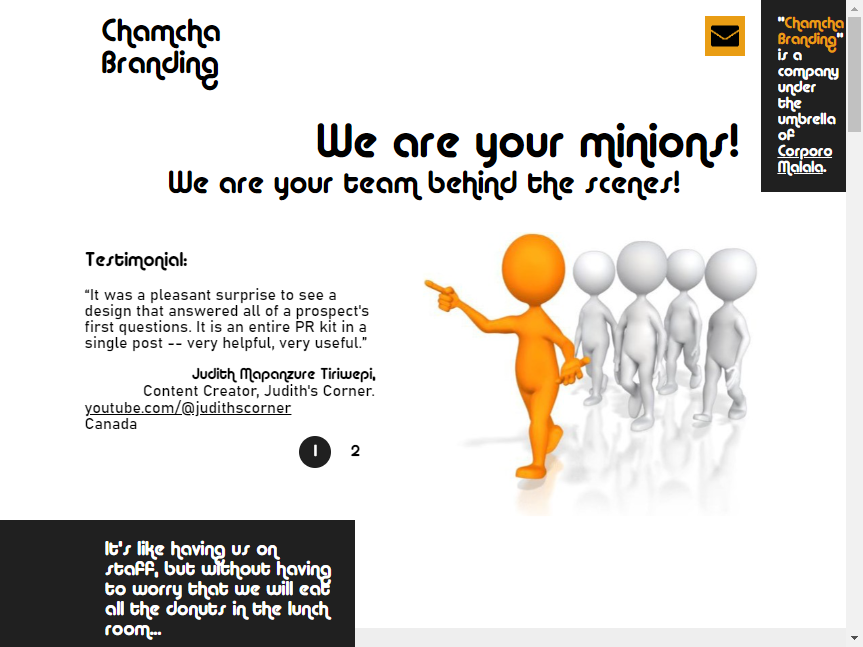 Chamcha
Branding
"Chamcha
Branding"
is a
company
under
the
umbrella
of
Corporo
Malala.
We are your minions!
We are your team behind the scenes!
Testimonial:
“It was a pleasant surprise to see a
design that answered all of a prospect's
first questions. It is an entire PR kit in a
single post -- very helpful, very useful.”
Judith Mapanzure Tiriwepi,
Content Creator, Judith's Corner.
youtube.com/@judithscorner
Canada
1 2
It's like having us on
staff, but without having
to worry that we will eat
all the donuts in the lunch
room...